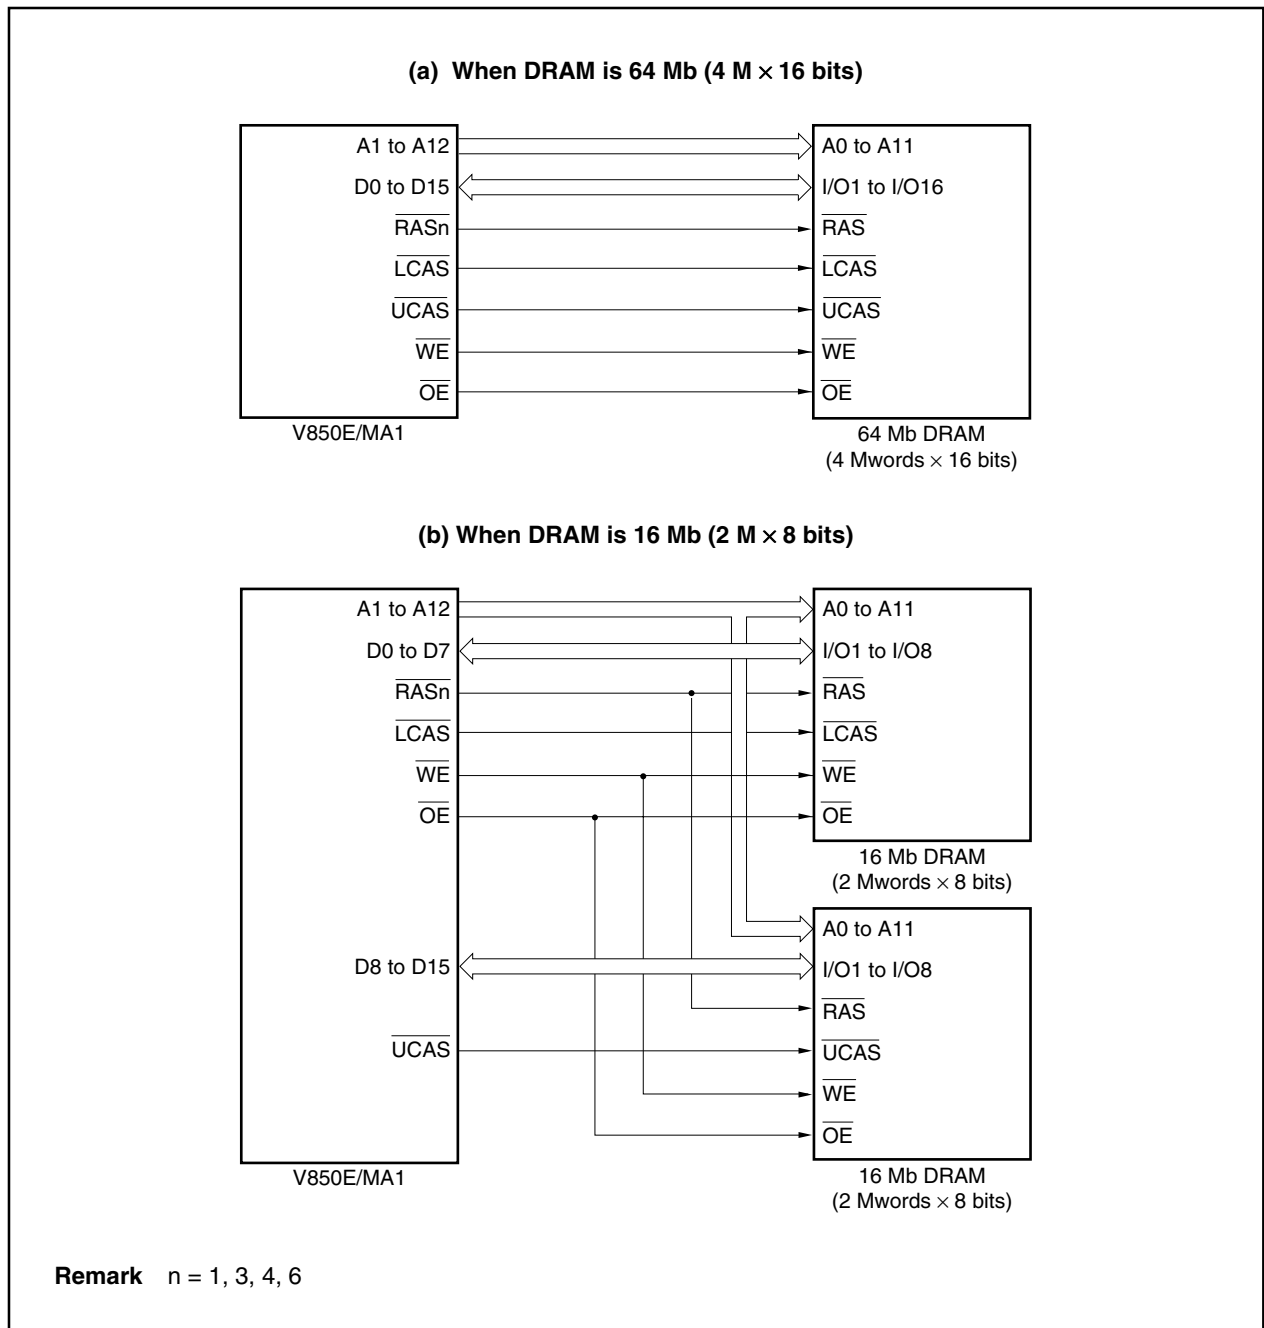 (a) When DRAM is 64 Mb (4 M × 16 bits)
A1 to A12
A0 to A11
D0 to D15
I/O1 to I/O16
RASn
RAS
LCAS
LCAS
UCAS
UCAS
WE
WE
OE
OE
V850E/MA1
64 Mb DRAM
(4 Mwords × 16 bits)
(b) When DRAM is 16 Mb (2 M × 8 bits)
A1 to A12
A0 to A11
D0 to D7
I/O1 to I/O8
RASn
RAS
LCAS
LCAS
WE
WE
OE
OE
16 Mb DRAM
(2 Mwords × 8 bits)
A0 to A11
D8 to D15
I/O1 to I/O8
RAS
UCAS
UCAS
WE
OE
V850E/MA1
16 Mb DRAM
(2 Mwords × 8 bits)
Remark n = 1, 3, 4, 6